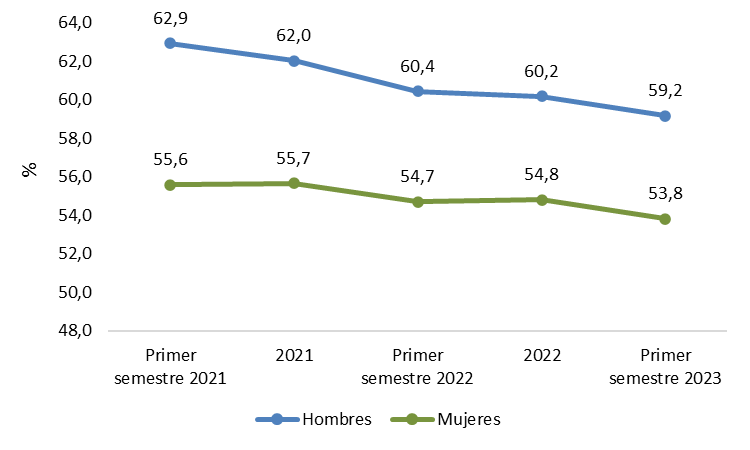 64,0
62,0
60,0
58,0
56,0
54,0
52,0
50,0
48,0
%
62,9
62,0
60,4
60,2
59,2
55,6
55,7
54,7
54,8
53,8
Primer
semestre 2021
2021
Primer
semestre 2022
2022
Primer
semestre 2023
Hombres
Mujeres